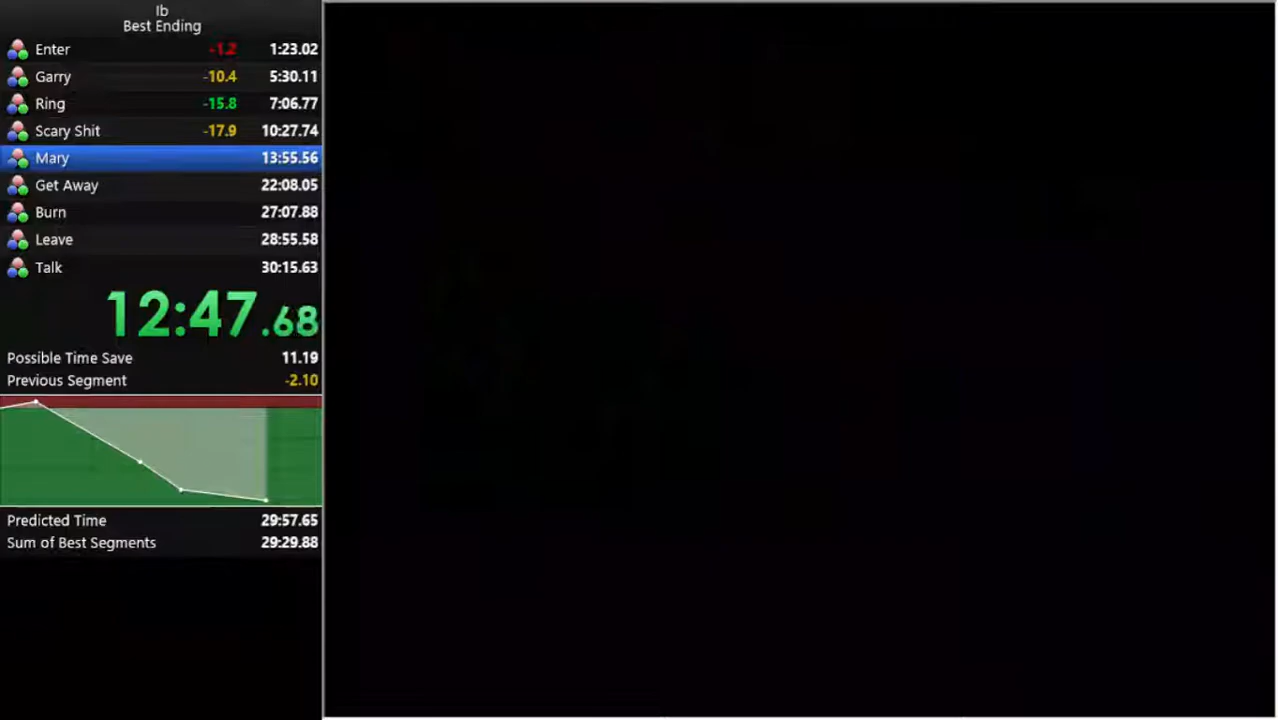 Ib
Best Ending
Enter -1.2 1:23.02
Garry -10.4 5:30.11
Ring -15.8 7:06.77
Scary Shit -17.9 10:27.74
Mary 13:55.56
Get Away 22:08.05
Burn 27:07.88
Leave 28:55.58
Talk 30:15.63
12:47.68
Possible Time Save 11.19
Previous Segment -2.10
Predicted Time 29:57.65
Sum of Best Segments 29:29.88